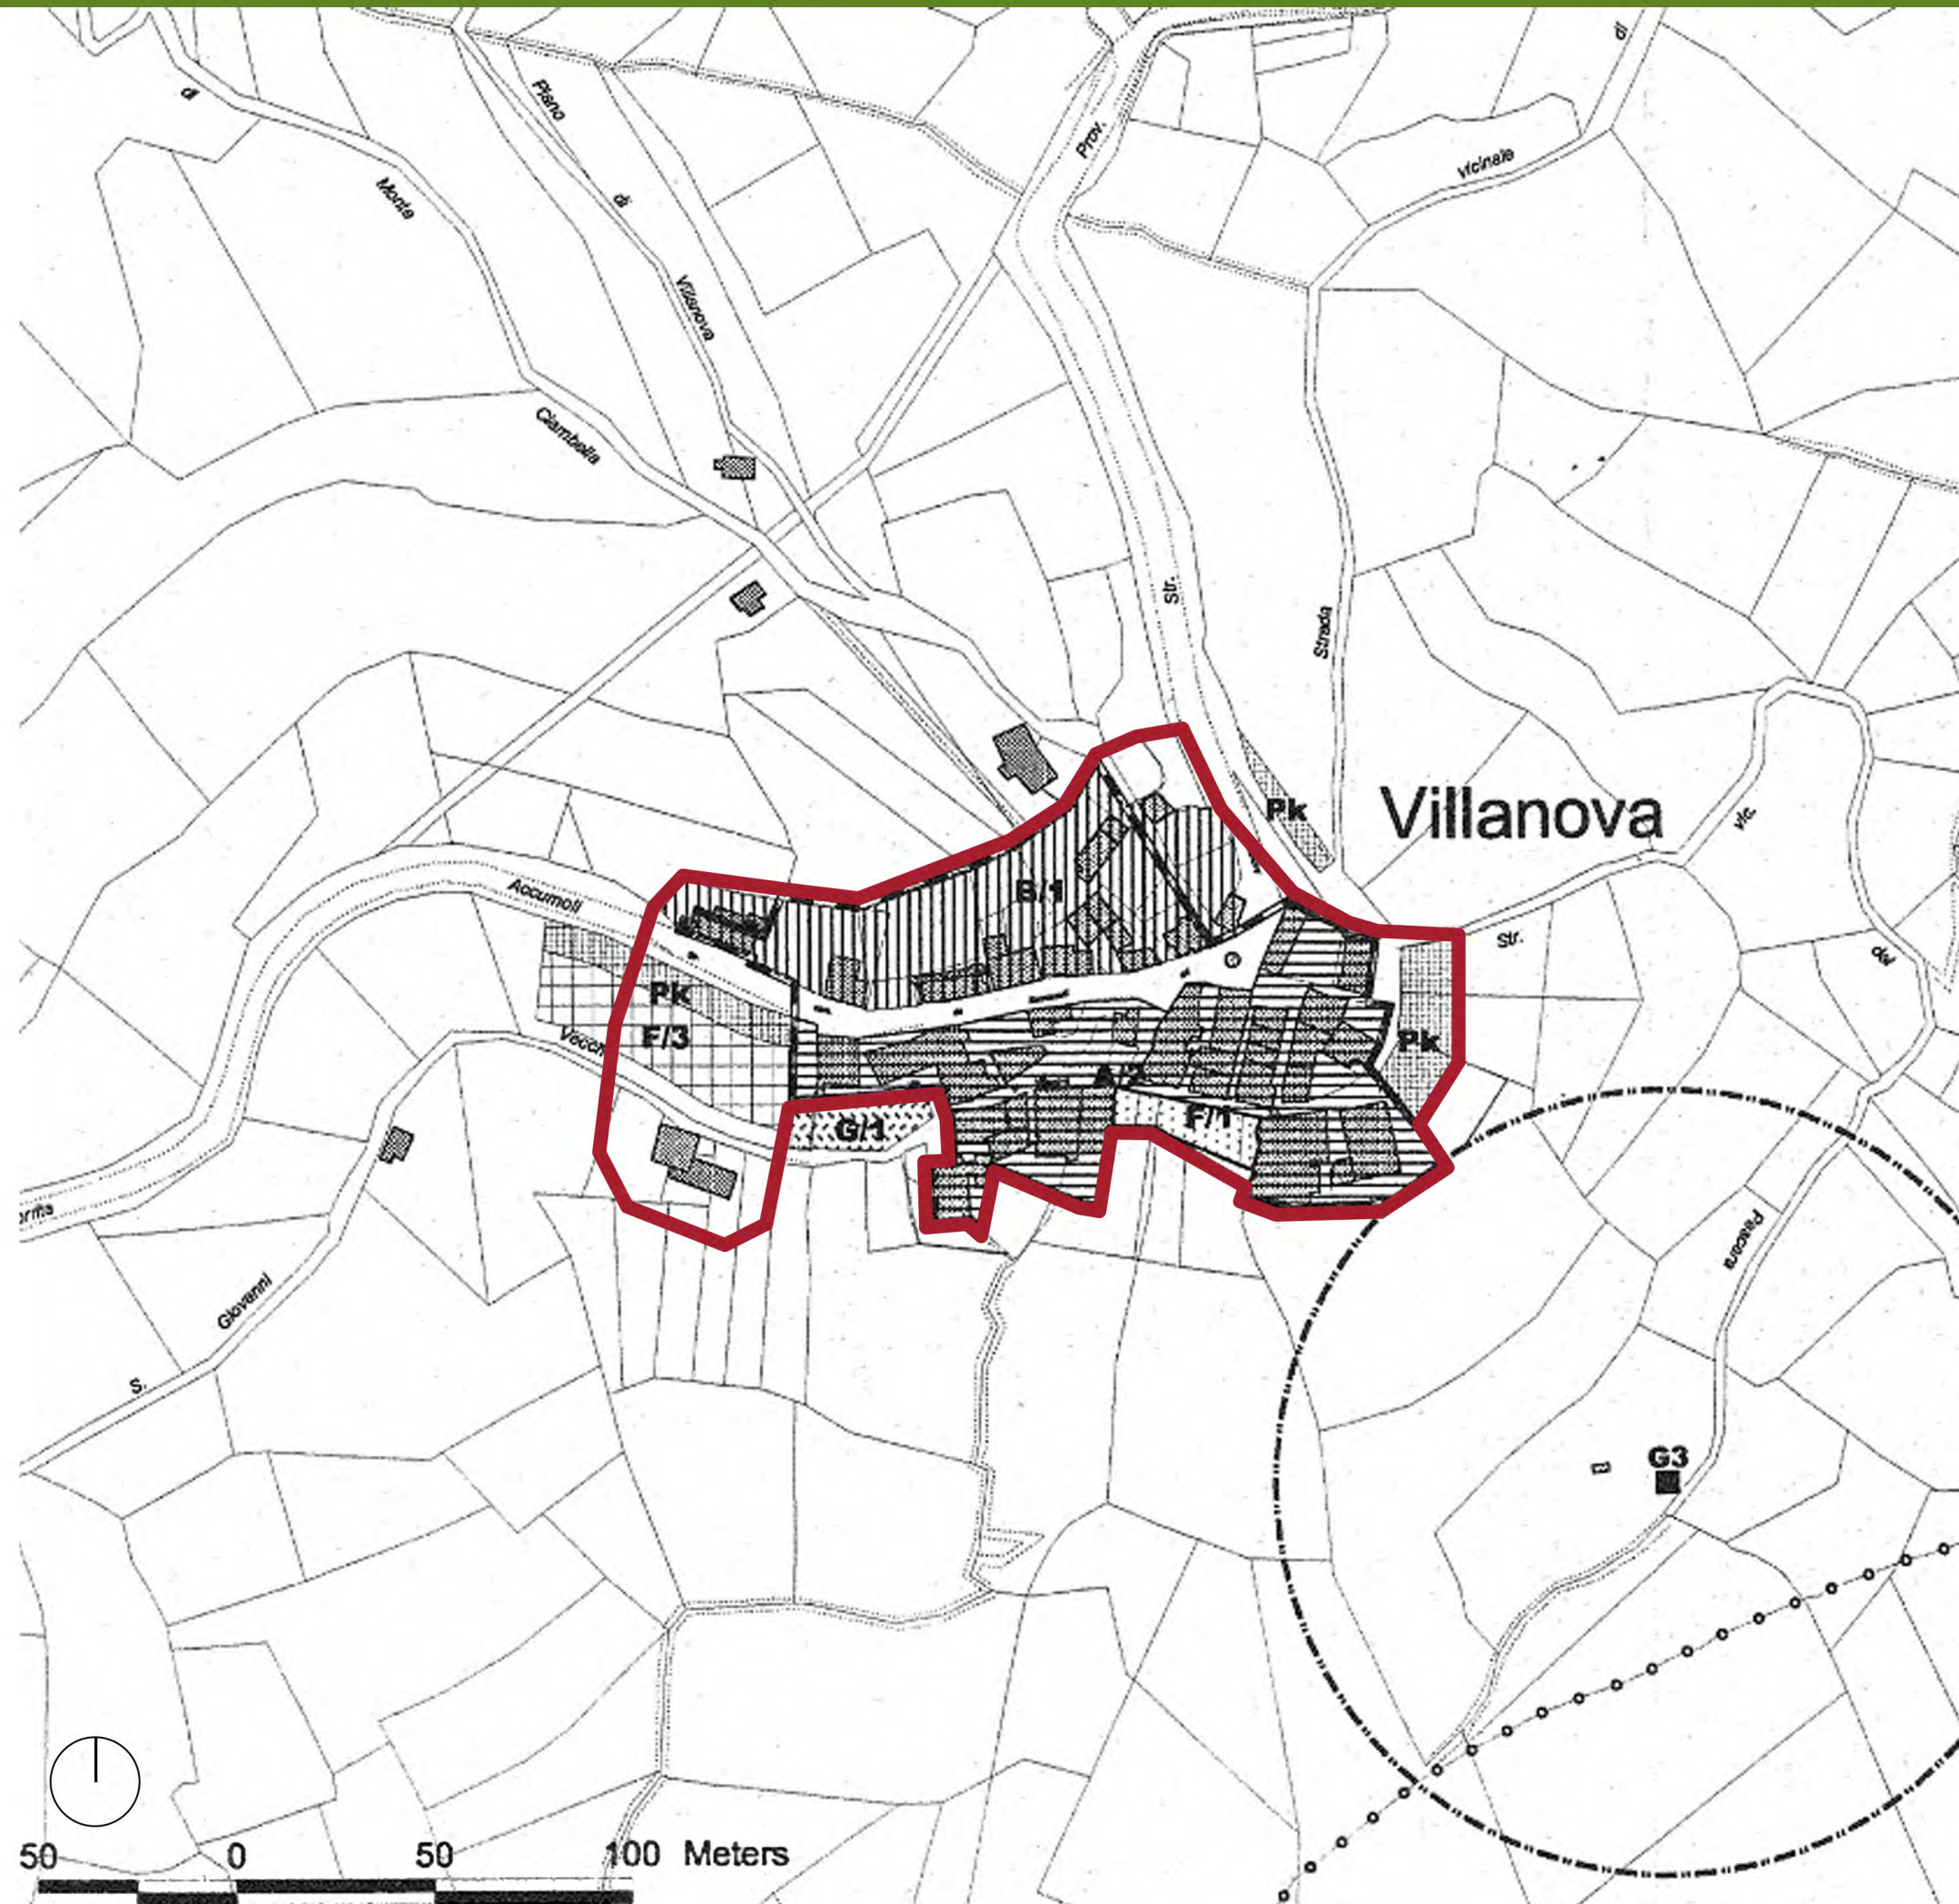 di
Piano
di
Villanova
Monte
Ciambella
Prov.
Str.
di
vicinale
Strada
Pk
Villanova
B/1
Accumoli
Pk
F/3
G/1
F/1
Pk
Str.
vic.
del
Pescara
S.
Giovanni
G3
50 0 50 100 Meters